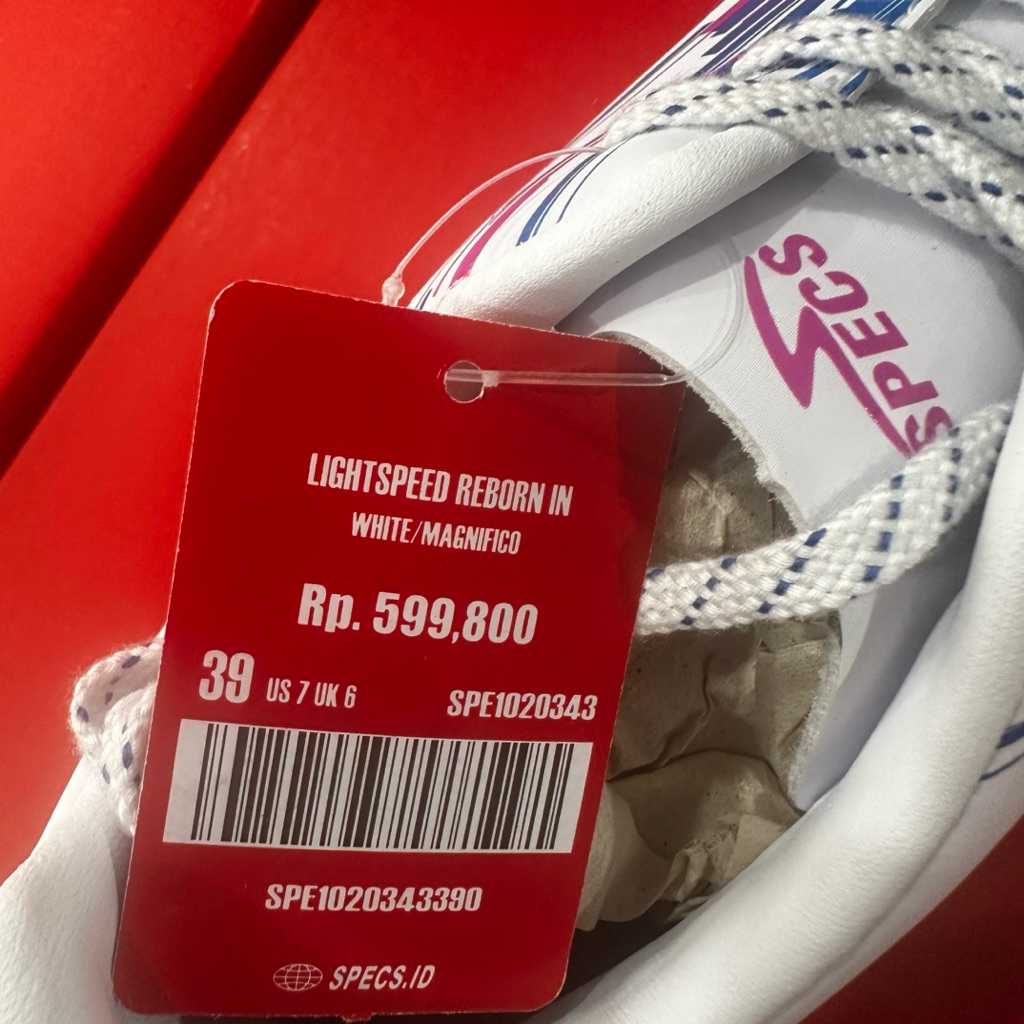 SPECS
LIGHTSPEED REBORN IN
WHITE/MAGNIFICO
Rp. 599,800
39 US 7 UK 6 SPE1020343
SPE1020343390
SPECS.ID